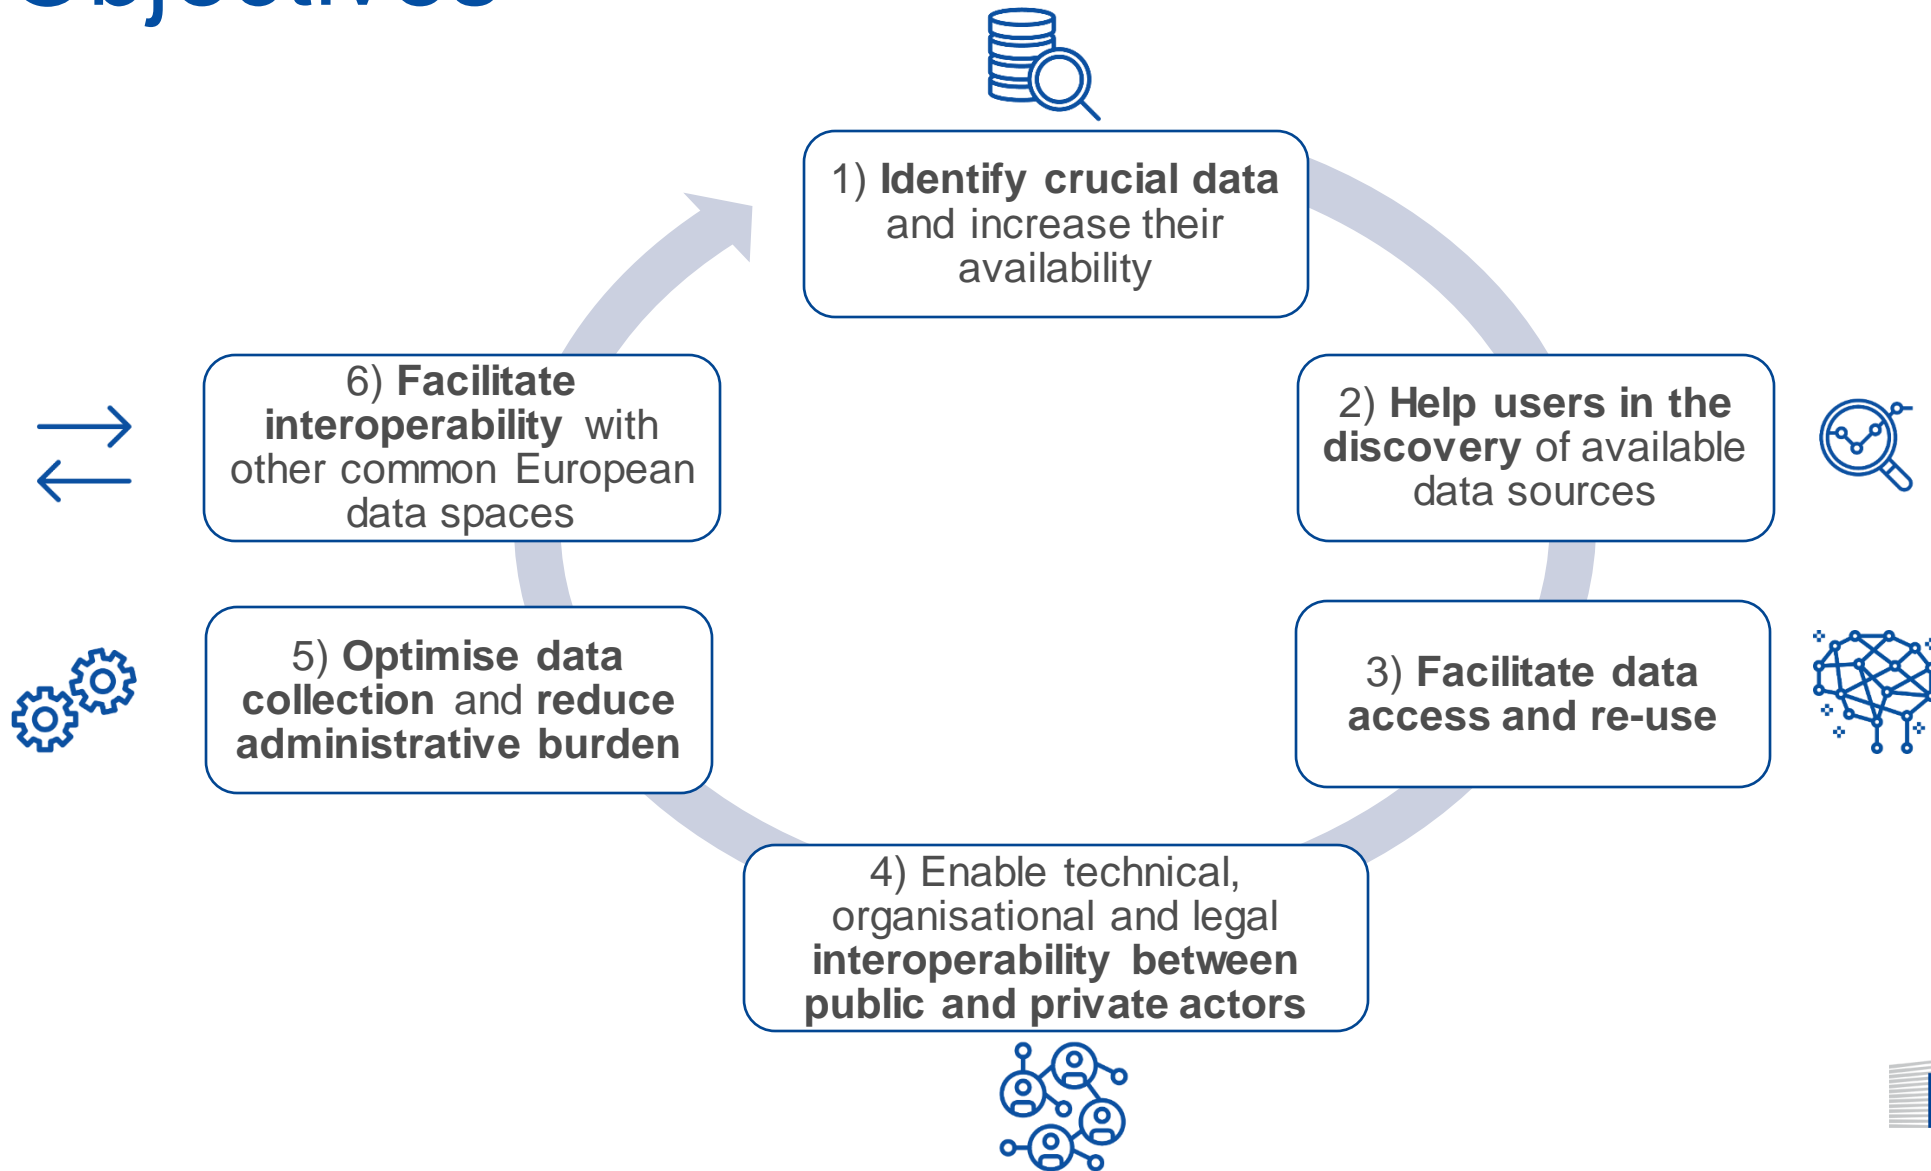 Objectives
1) Identify crucial data
and increase their
availability
2) Help users in the
discovery of available
data sources
3) Facilitate data
access and re-use
4) Enable technical,
organisational and legal
interoperability between
public and private actors
5) Optimise data
collection and reduce
administrative burden
6) Facilitate
interoperability with
other common European
data spaces